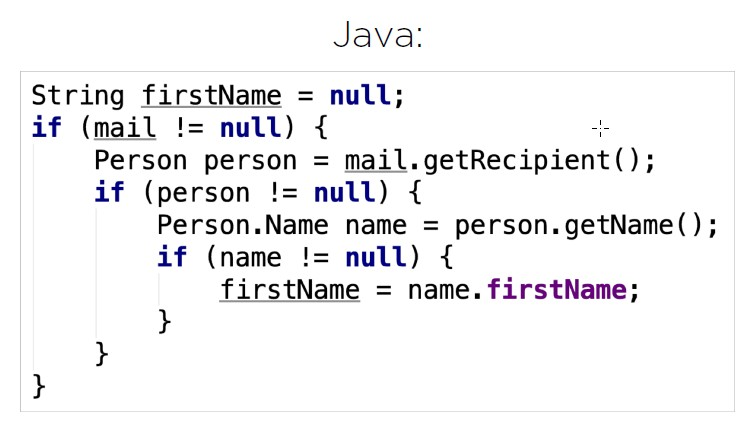 Java:
String firstName = null;
if (mail != null) {
    Person person = mail.getRecipient();
    if (person != null) {
        Person.Name name = person.getName();
        if (name != null) {
            firstName = name.firstName;
        }
    }
}